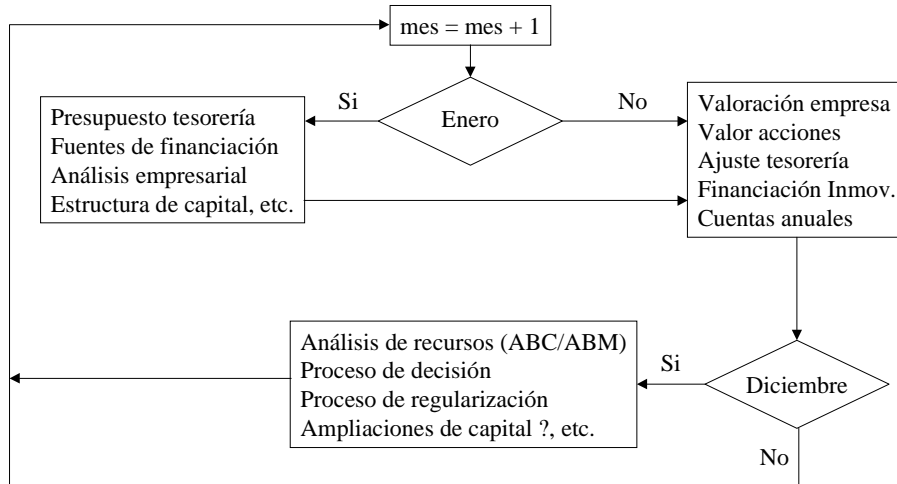 mes = mes + 1
Si
Enero
No
Presupuesto tesorería
Fuentes de financiación
Análisis empresarial
Estructura de capital, etc.
Valoración empresa
Valor acciones
Ajuste tesorería
Financiación Inmov.
Cuentas anuales
Análisis de recursos (ABC/ABM)
Proceso de decisión
Proceso de regularización
Ampliaciones de capital ?, etc.
Si
Diciembre
No